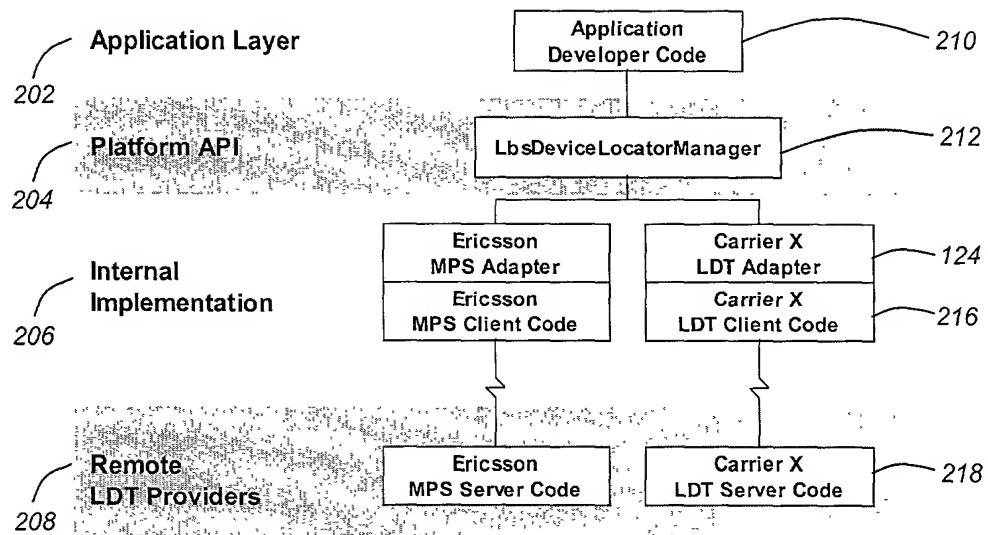 Application Layer
202
Application
Developer Code
210
Platform API
204
LbsDeviceLocatorManager
212
Internal
Implementation
206
Ericsson
MPS Adapter
Carrier X
LDT Adapter
124
Ericsson
MPS Client Code
Carrier X
LDT Client Code
216
Remote
LDT Providers
208
Ericsson
MPS Server Code
Carrier X
LDT Server Code
218